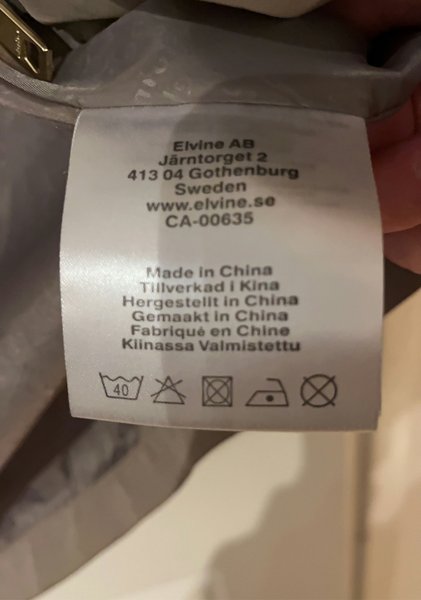 Elvine AB
Järntorget 2
413 04 Gothenburg
Sweden
www.elvine.se
CA-00635
Made in China
Tillverkad i Kina
Hergestellt in China
Gemaakt in China
Fabriqué en Chine
Kiinassa Valmistettu
40